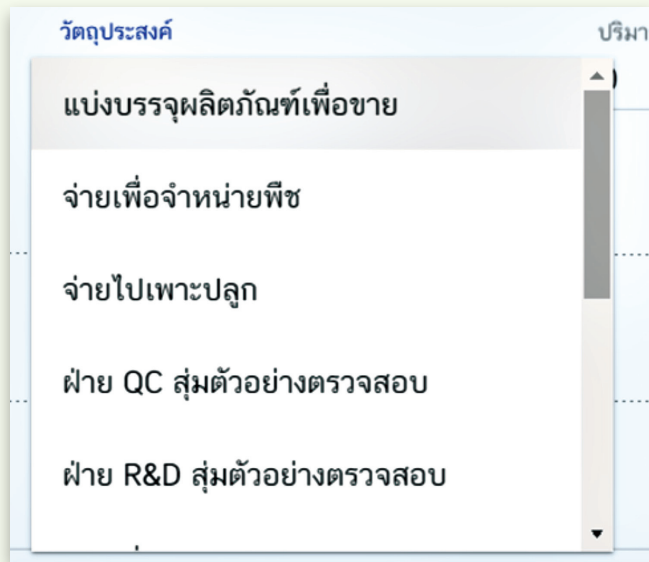 วัตถุประสงค์ ปริมา
แบ่งบรรจุผลิตภัณฑ์เพื่อขาย
จ่ายเพื่อจำหน่ายพืช
จ่ายไปเพาะปลูก
ฝ่าย QC สุ่มตัวอย่างตรวจสอบ
ฝ่าย R&D สุ่มตัวอย่างตรวจสอบ